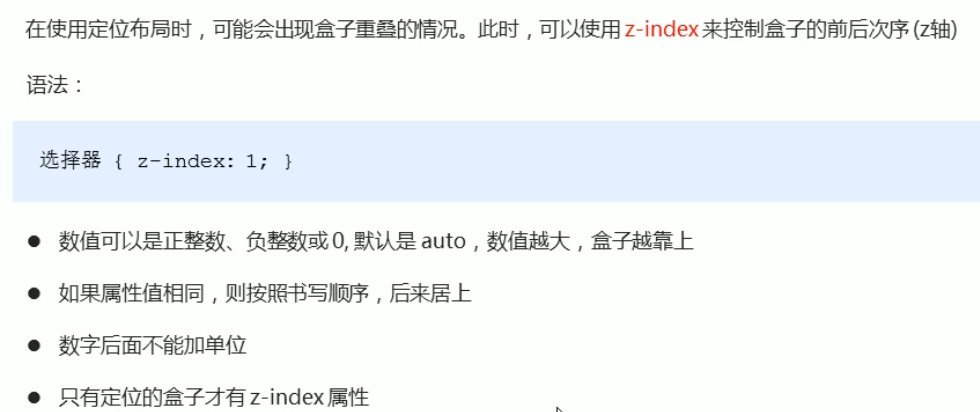 在使用定位布局时，可能会出现盒子重叠的情况。此时，可以使用 z-index 来控制盒子的前后次序 (z轴)
语法：
选择器 { z-index: 1; }
● 数值可以是正整数、负整数或 0, 默认是 auto，数值越大，盒子越靠上
● 如果属性值相同，则按照书写顺序，后来居上
● 数字后面不能加单位
● 只有定位的盒子才有 z-index 属性